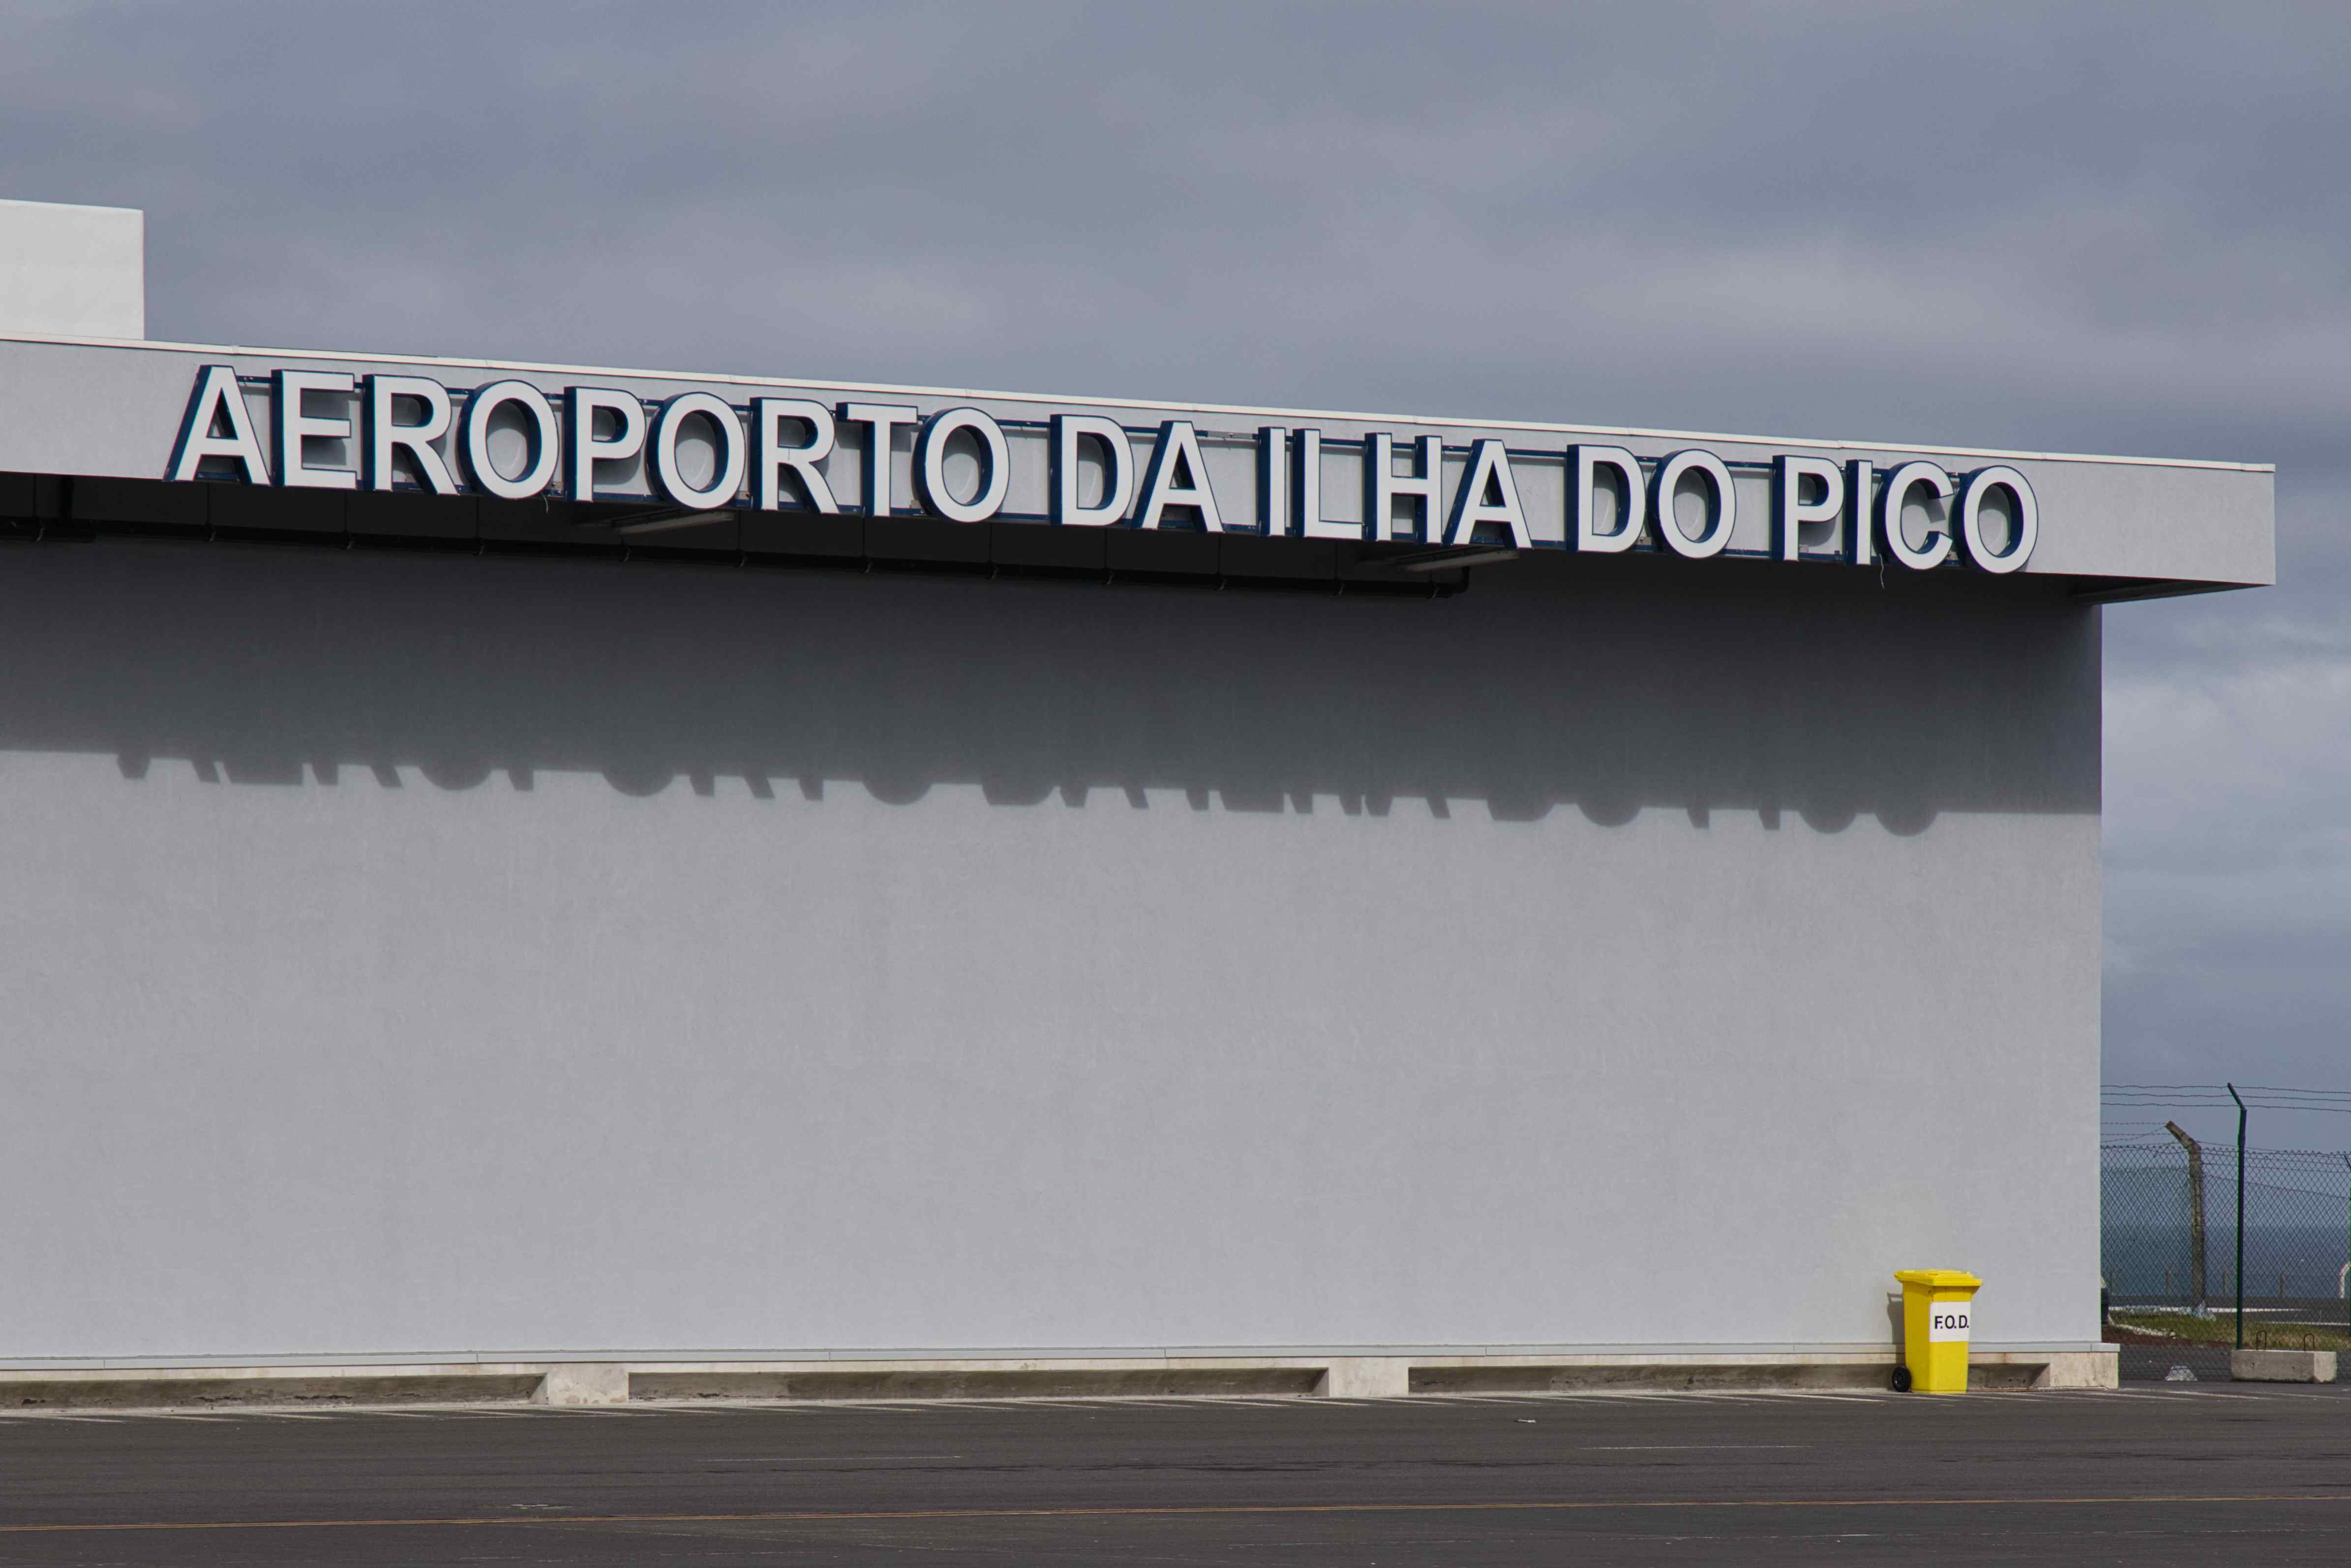 AEROPORTO DA ILHA DO PICO
F.O.D.